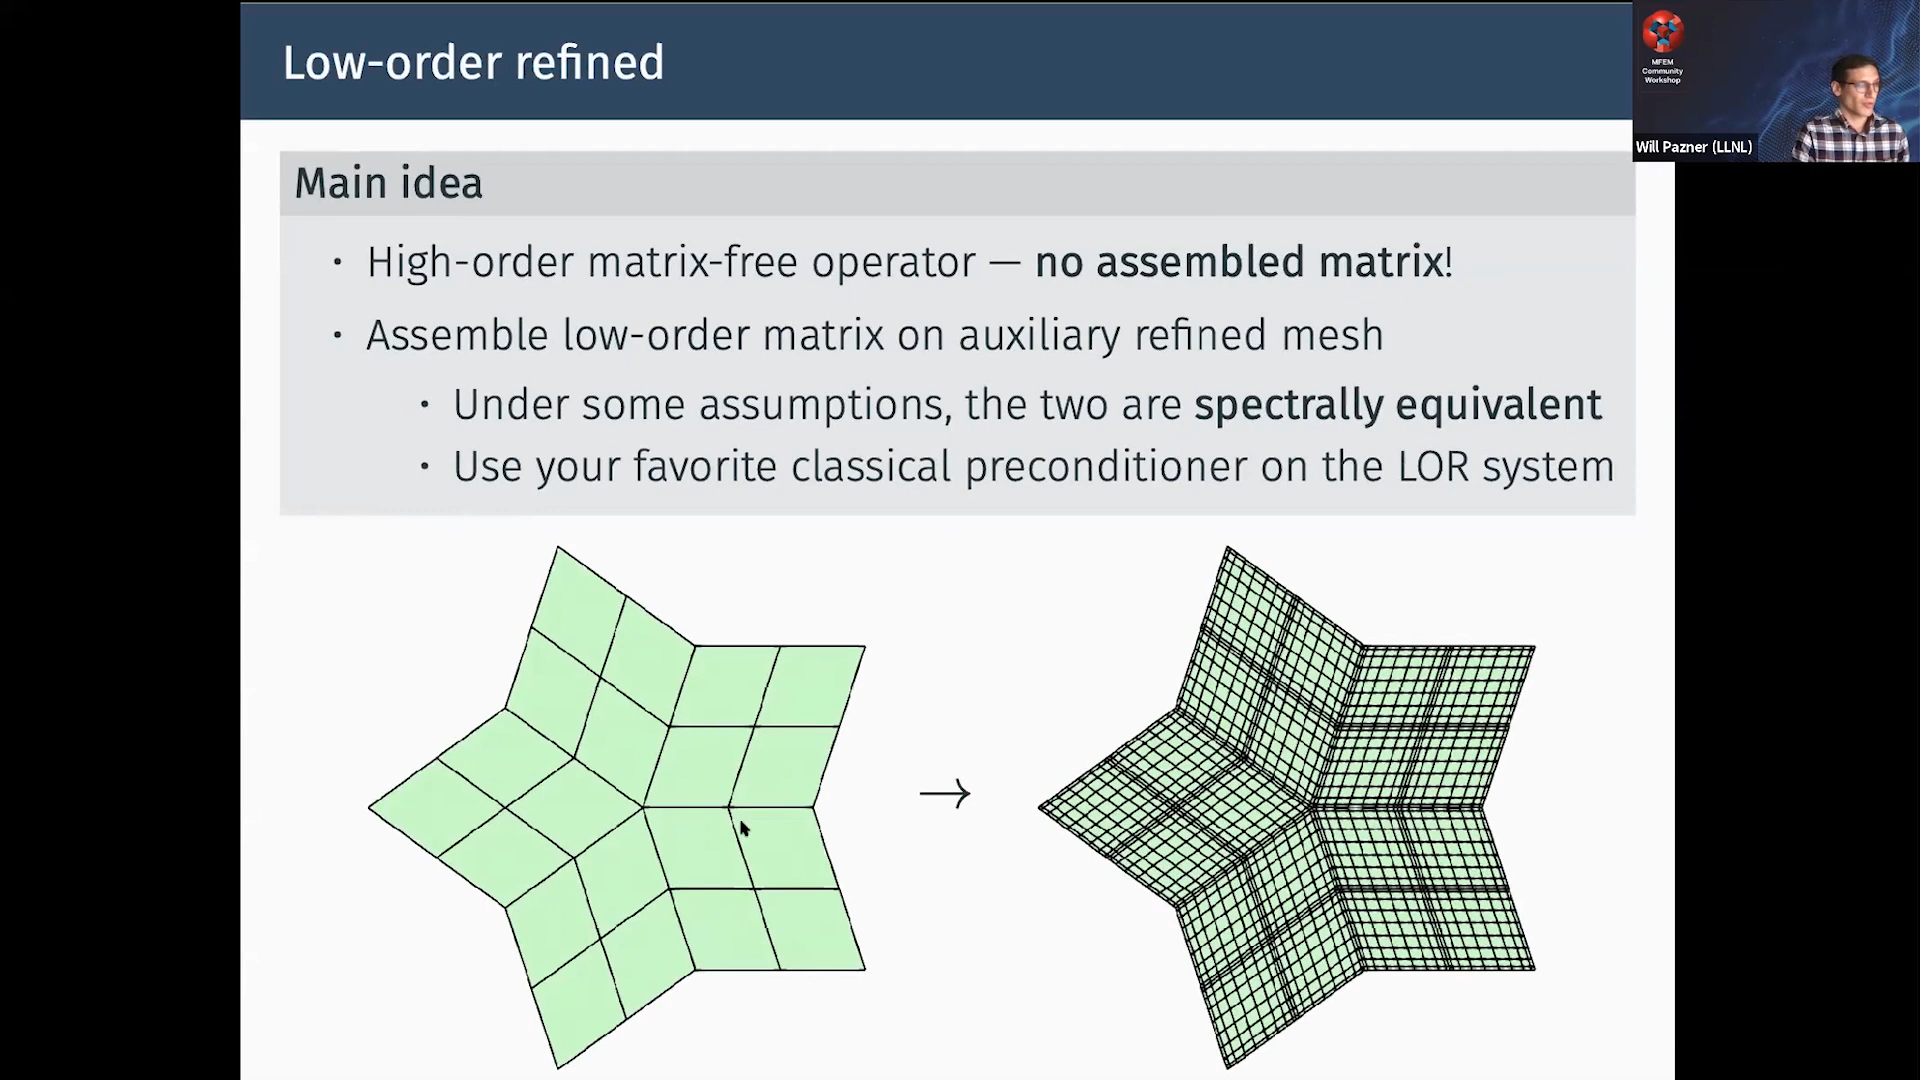 Low-order refined
Main idea
• High-order matrix-free operator — no assembled matrix!
• Assemble low-order matrix on auxiliary refined mesh
• Under some assumptions, the two are spectrally equivalent
• Use your favorite classical preconditioner on the LOR system
→
MFEM
Community
Workshop
Will Pazner (LLNL)